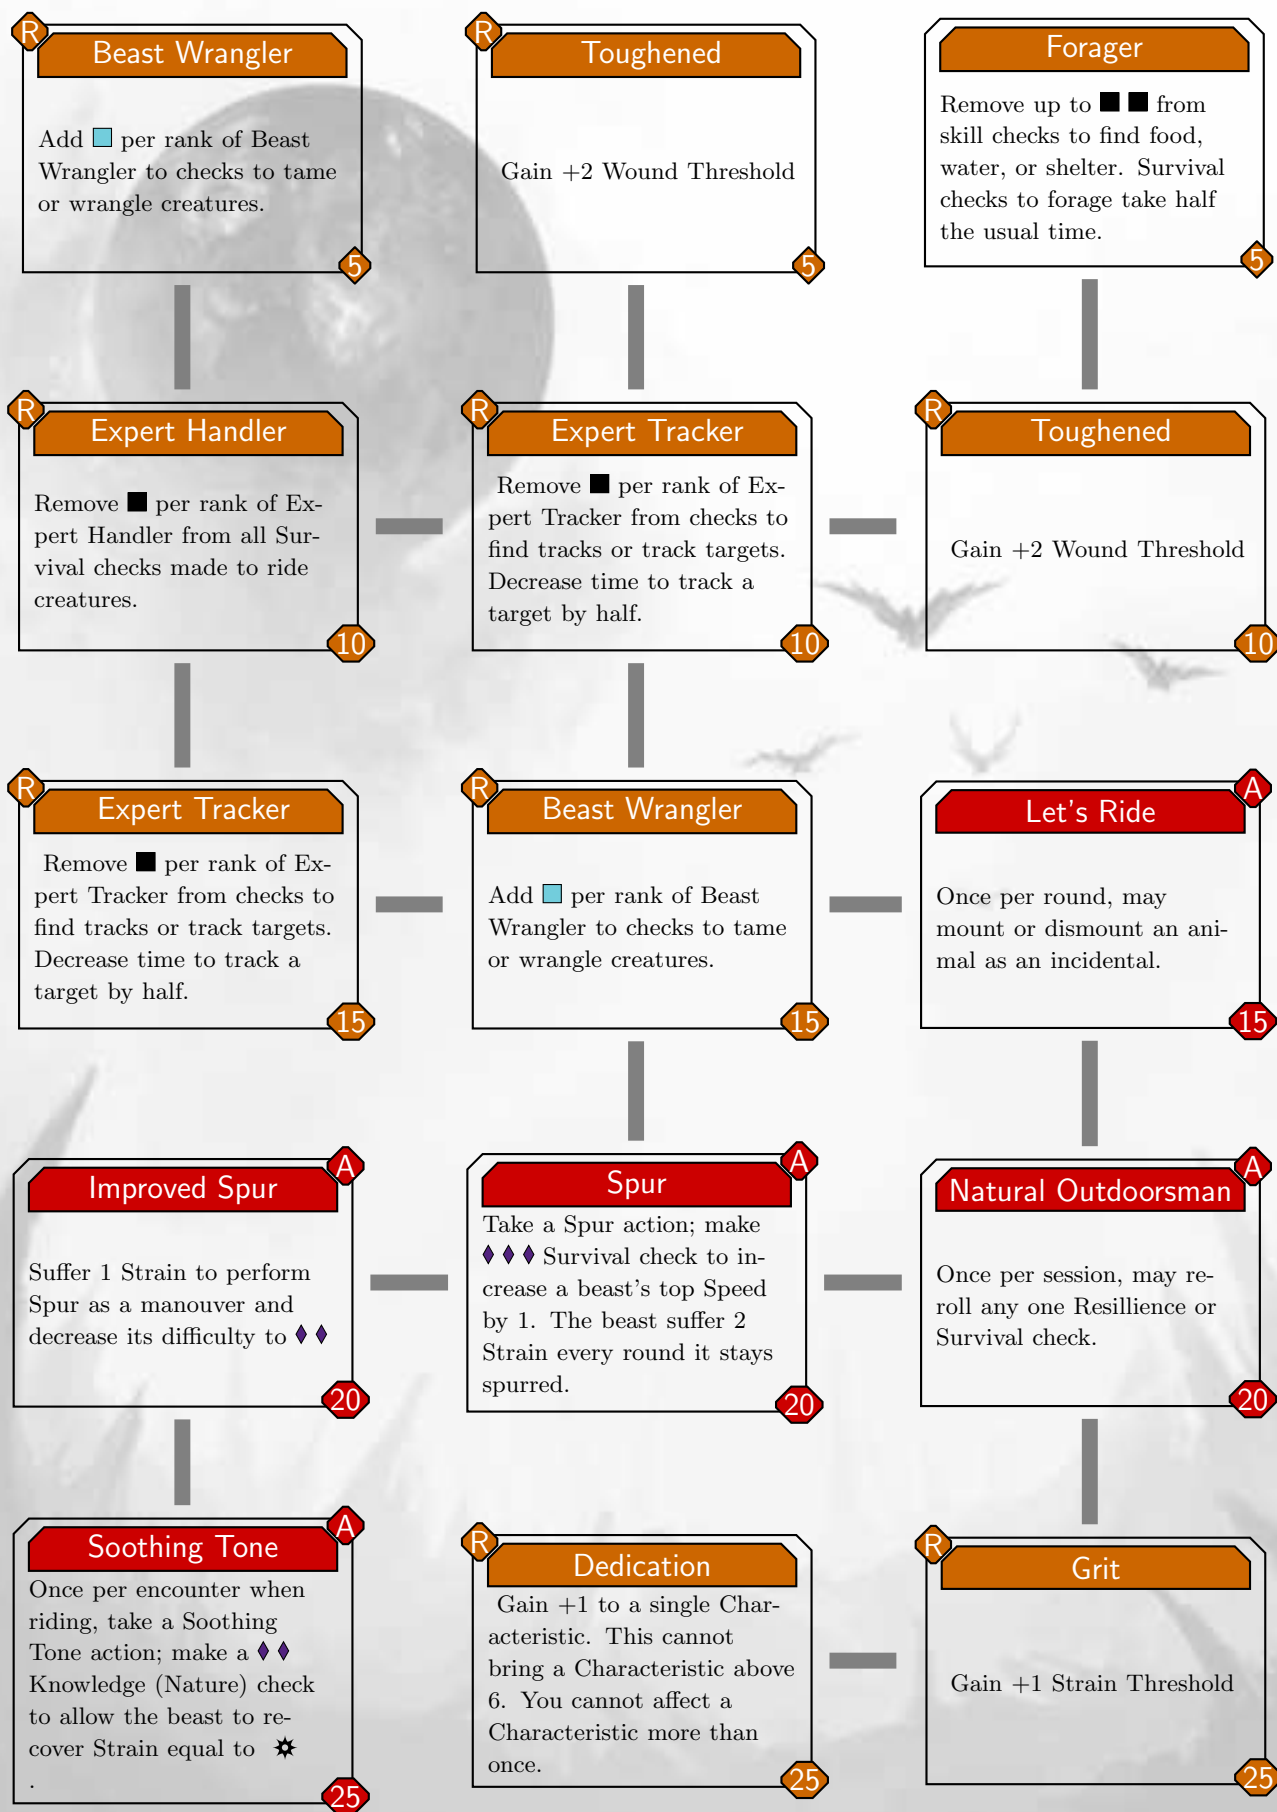 R
Beast Wrangler
Add per rank of Beast
Wrangler to checks to tame
or wrangle creatures.
5
R
Toughened
Gain +2 Wound Threshold
5
Forager
Remove up to from
skill checks to find food,
water, or shelter. Survival
checks to forage take half
the usual time.
5
R
Expert Handler
Remove per rank of Ex-
pert Handler from all Sur-
vival checks made to ride
creatures.
10
R
Expert Tracker
Remove per rank of Ex-
pert Tracker from checks to
find tracks or track targets.
Decrease time to track a
target by half.
10
R
Toughened
Gain +2 Wound Threshold
10
R
Expert Tracker
Remove per rank of Ex-
pert Tracker from checks to
find tracks or track targets.
Decrease time to track a
target by half.
15
R
Beast Wrangler
Add per rank of Beast
Wrangler to checks to tame
or wrangle creatures.
15
A
Let's Ride
Once per round, may
mount or dismount an ani-
mal as an incidental.
15
A
Improved Spur
Suffer 1 Strain to perform
Spur as a manouver and
decrease its difficulty to
20
A
Spur
Take a Spur action; make
Survival check to in-
crease a beast's top Speed
by 1. The beast suffer 2
Strain every round it stays
spurred.
20
A
Natural Outdoorsman
Once per session, may re-
roll any one Resillience or
Survival check.
20
A
Soothing Tone
Once per encounter when
riding, take a Soothing
Tone action; make a
Knowledge (Nature) check
to allow the beast to re-
cover Strain equal to
.
25
R
Dedication
Gain +1 to a single Char-
acteristic. This cannot
bring a Characteristic above
6. You cannot affect a
Characteristic more than
once.
25
R
Grit
Gain +1 Strain Threshold
25